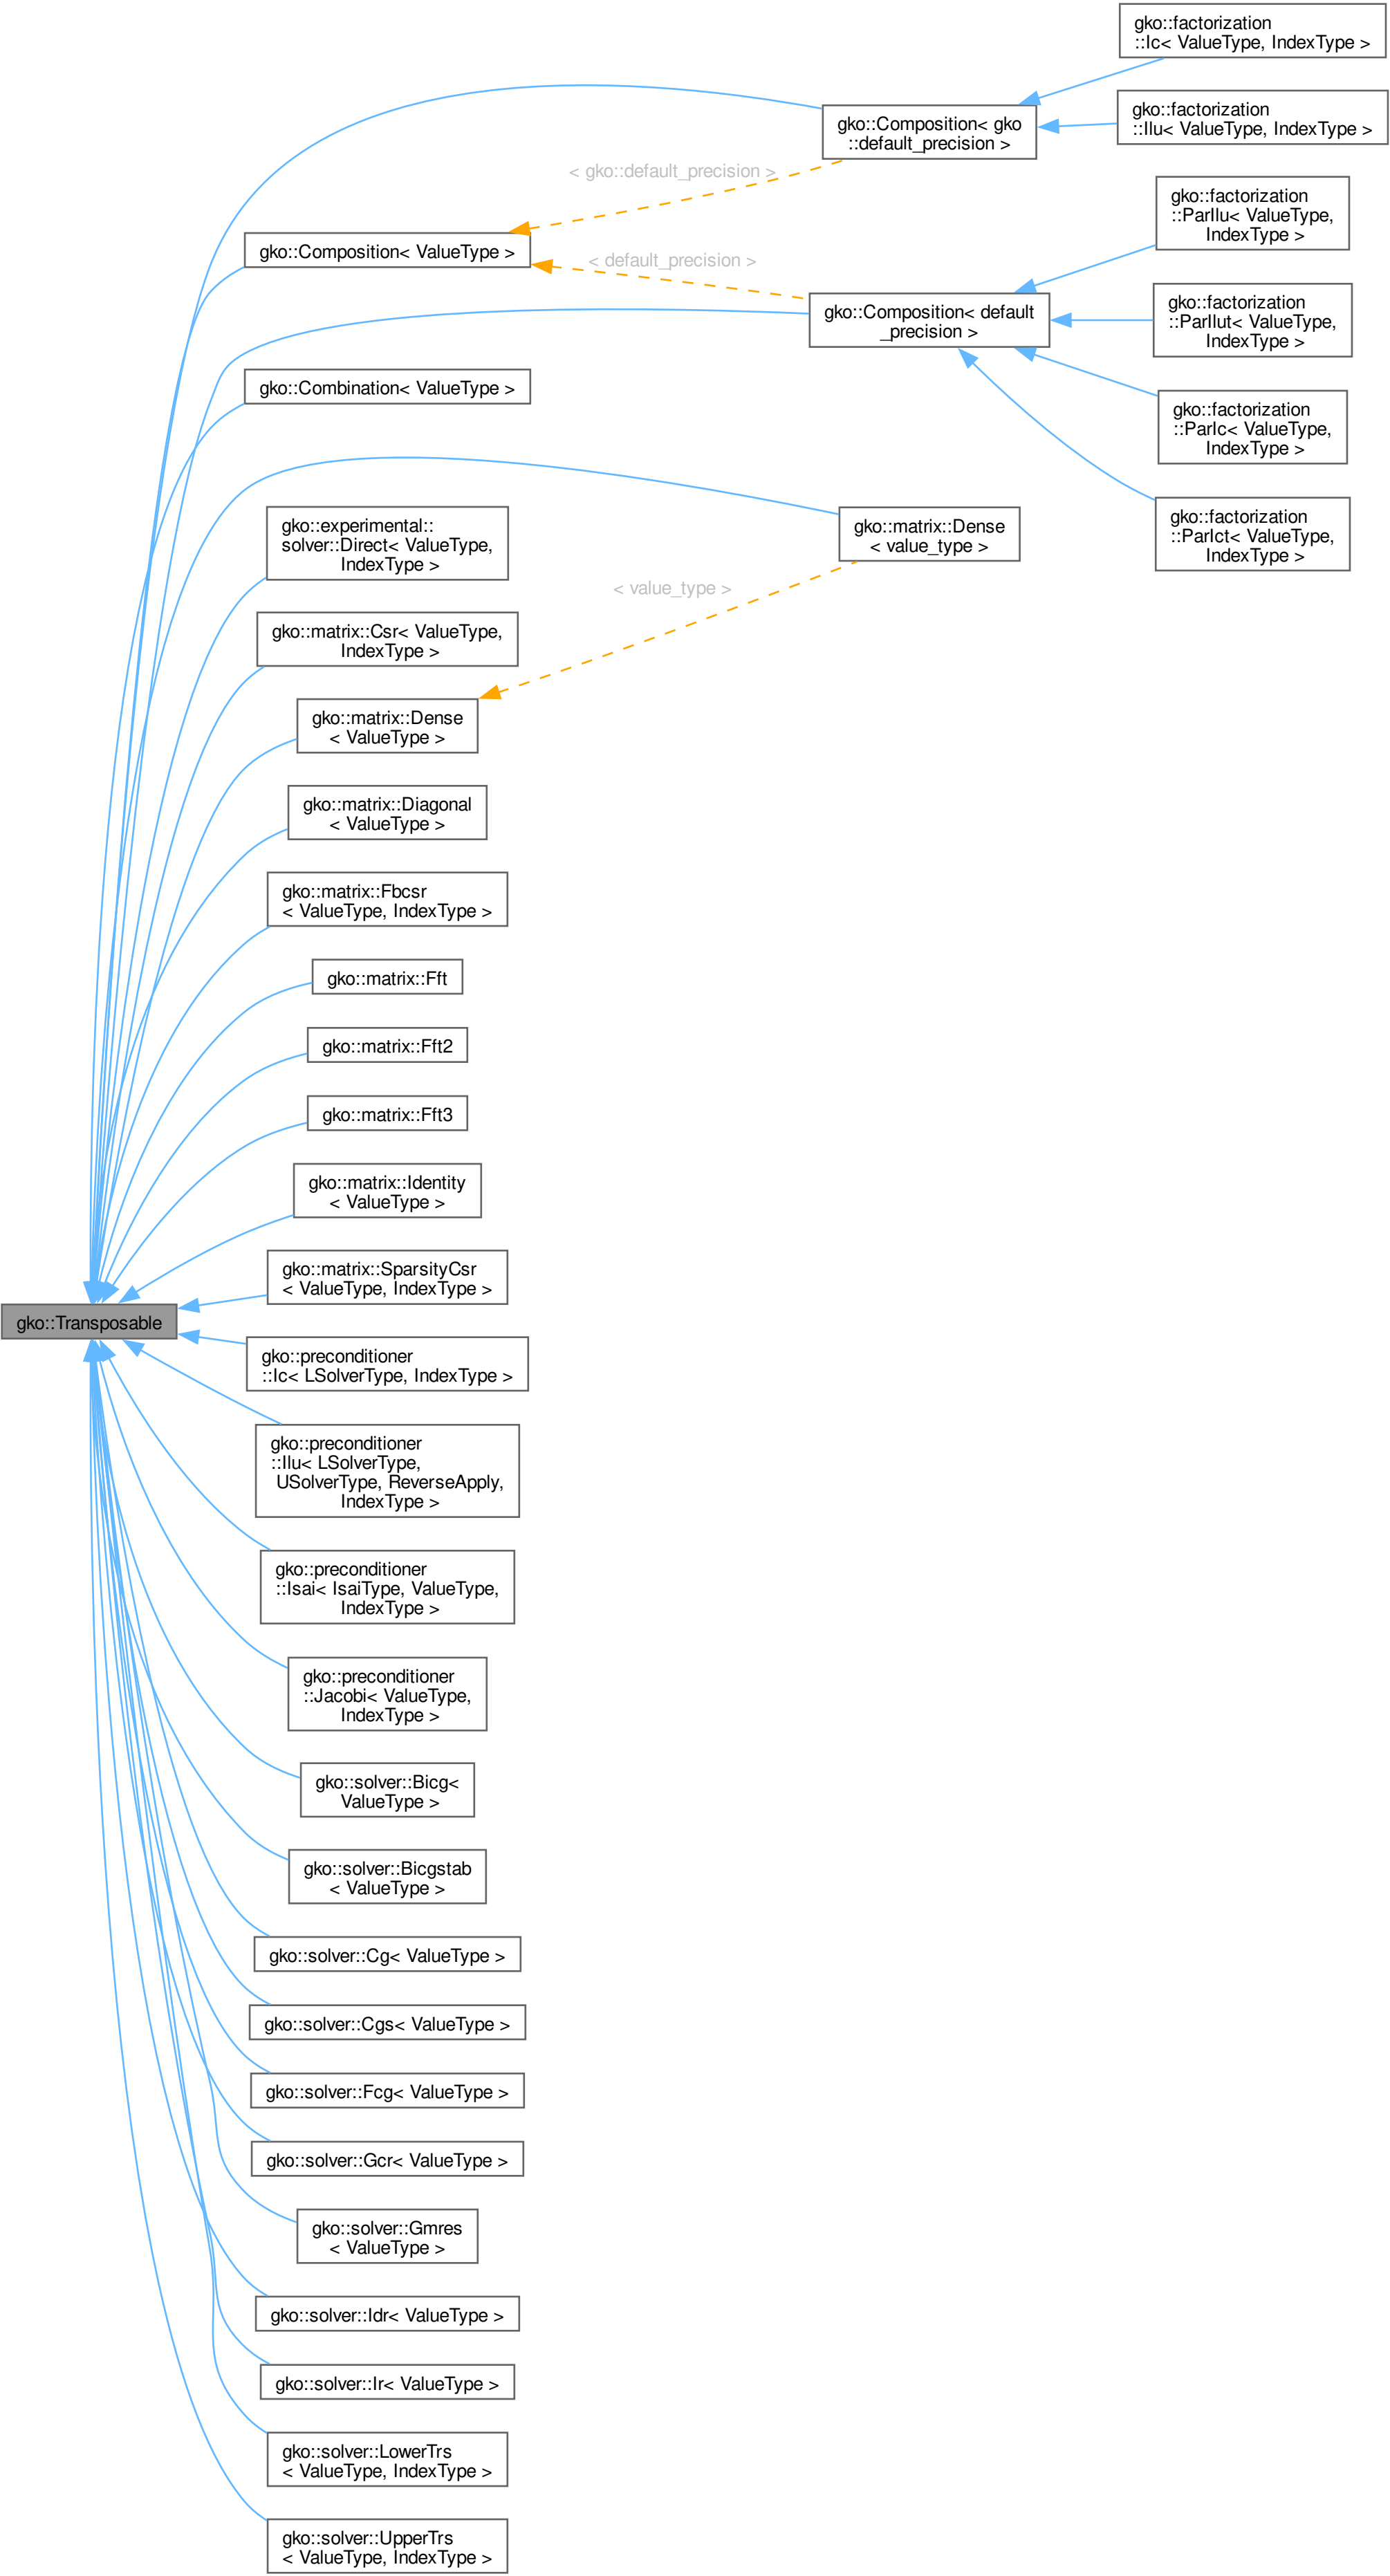 gko::factorization
::Ic< ValueType, IndexType >
gko::factorization
::Ilu< ValueType, IndexType >
gko::Composition< gko
::default_precision >
< gko::default_precision >
gko::factorization
::ParIlu< ValueType,
IndexType >
gko::Composition< ValueType >
< default_precision >
gko::Composition< default
_precision >
gko::factorization
::ParIlut< ValueType,
IndexType >
gko::Combination< ValueType >
gko::factorization
::ParIc< ValueType,
IndexType >
gko::factorization
::ParIct< ValueType,
IndexType >
gko::experimental::
solver::Direct< ValueType,
IndexType >
gko::matrix::Dense
< value_type >
< value_type >
gko::matrix::Csr< ValueType,
IndexType >
gko::matrix::Dense
< ValueType >
gko::matrix::Diagonal
< ValueType >
gko::matrix::Fbcsr
< ValueType, IndexType >
gko::matrix::Fft
gko::matrix::Fft2
gko::matrix::Fft3
gko::matrix::Identity
< ValueType >
gko::matrix::SparsityCsr
< ValueType, IndexType >
gko::Transposable
gko::preconditioner
::Ic< LSolverType, IndexType >
gko::preconditioner
::Ilu< LSolverType,
USolverType, ReverseApply,
IndexType >
gko::preconditioner
::Isai< IsaiType, ValueType,
IndexType >
gko::preconditioner
::Jacobi< ValueType,
IndexType >
gko::solver::Bicg<
ValueType >
gko::solver::Bicgstab
< ValueType >
gko::solver::Cg< ValueType >
gko::solver::Cgs< ValueType >
gko::solver::Fcg< ValueType >
gko::solver::Gcr< ValueType >
gko::solver::Gmres
< ValueType >
gko::solver::Idr< ValueType >
gko::solver::Ir< ValueType >
gko::solver::LowerTrs
< ValueType, IndexType >
gko::solver::UpperTrs
< ValueType, IndexType >